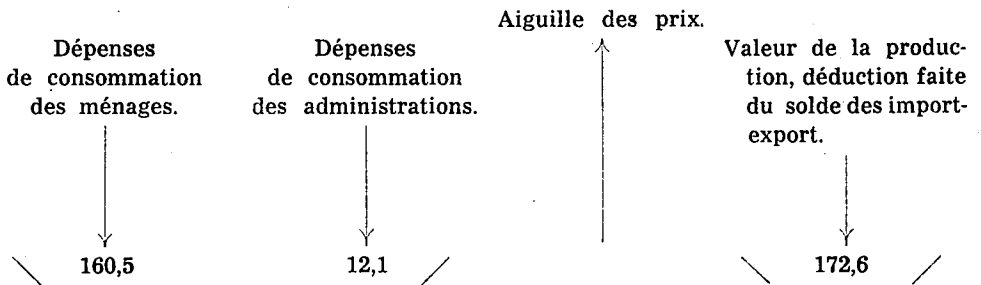 Aiguille des prix.
Dépenses
de consommation
des ménages.
Dépenses
de consommation
des administrations.
Valeur de la produc-
tion, déduction faite
du solde des import-
export.
160,5
12,1
172,6